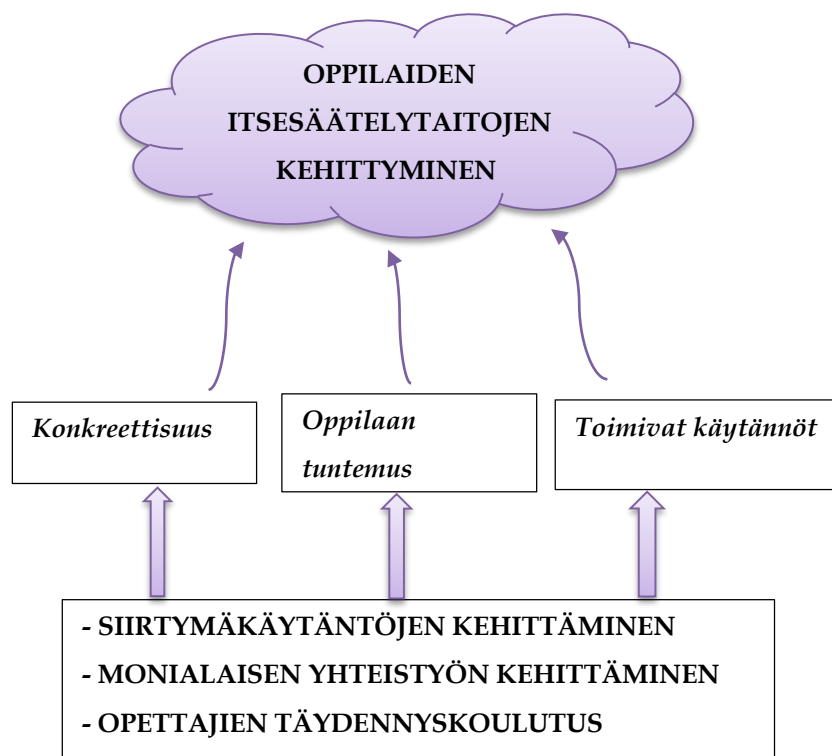 OPPILAIDEN
ITSESÄÄTELYTAITOJEN
KEHITTYMINEN
Konkreettisuus
Oppilaan
tuntemus
Toimivat käytännöt
- SIIRTYMÄKÄYTÄNTÖJEN KEHITTÄMINEN
- MONIALAISEN YHTEISTYÖN KEHITTÄMINEN
- OPETTAJIEN TÄYDENNYSKOULUTUS